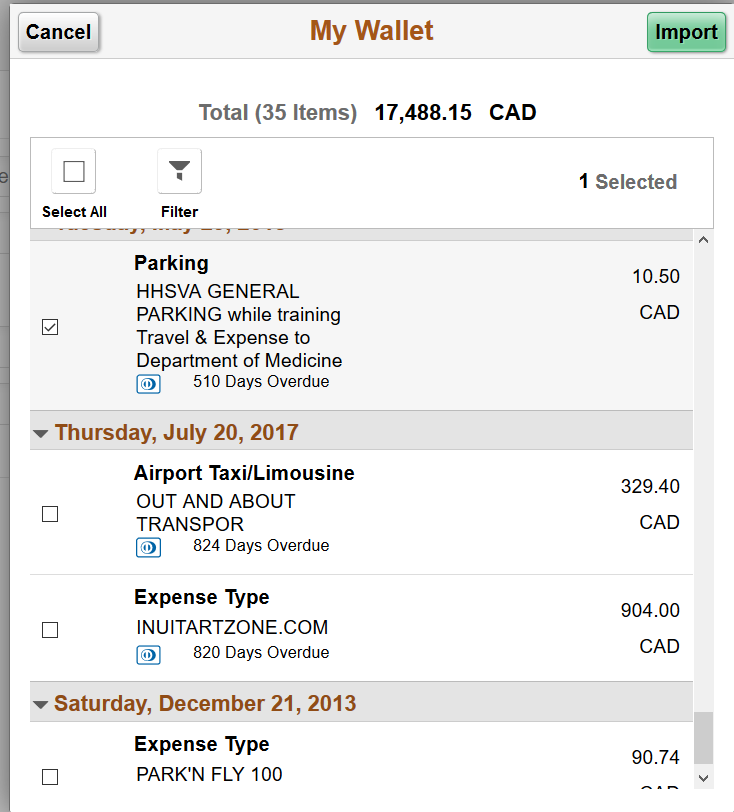 Cancel
My Wallet
Import
Total (35 Items) 17,488.15 CAD
1 Selected
Select All
Filter
Parking
10.50
HHSVA GENERAL
PARKING while training
CAD
Travel & Expense to
Department of Medicine
510 Days Overdue
Thursday, July 20, 2017
Airport Taxi/Limousine
329.40
OUT AND ABOUT
TRANSPOR
CAD
824 Days Overdue
Expense Type
904.00
INUITARTZONE.COM
CAD
820 Days Overdue
Saturday, December 21, 2013
Expense Type
90.74
PARK'N FLY 100
CAD